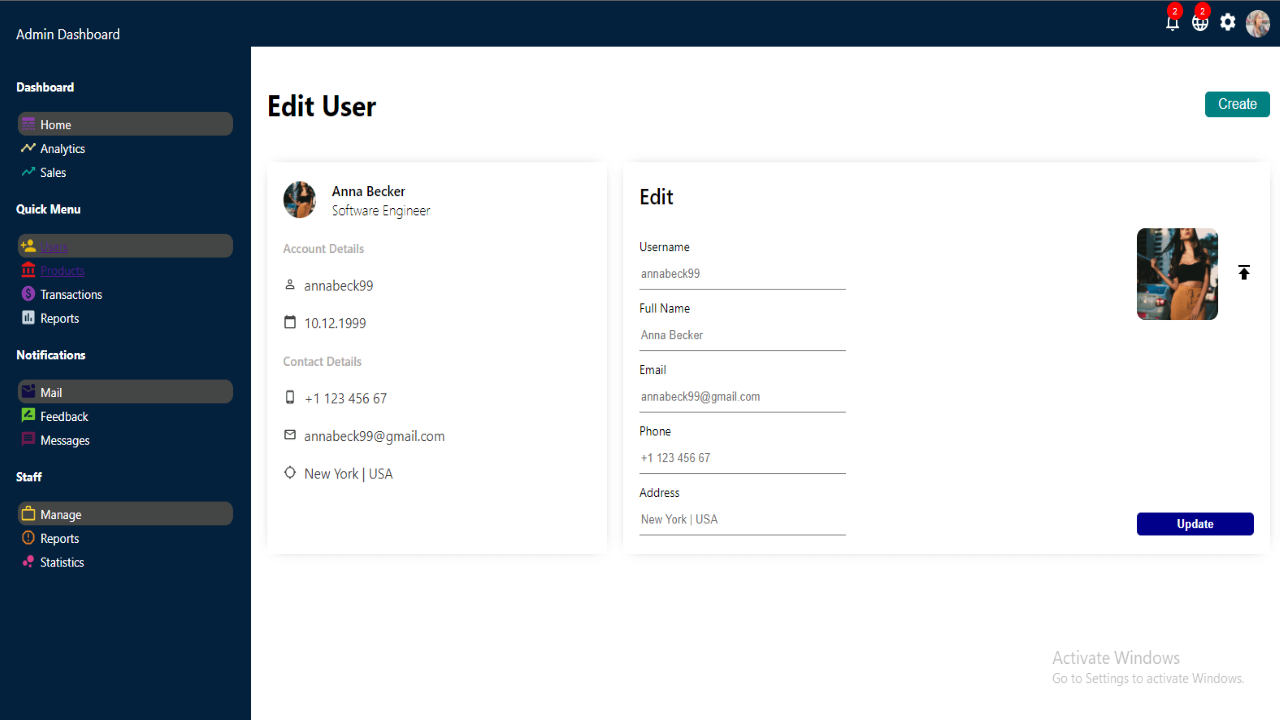 2
2
Admin Dashboard
Dashboard
Home
Analytics
Sales
Quick Menu
Users
Products
Transactions
Reports
Notifications
Mail
Feedback
Messages
Staff
Manage
Reports
Statistics
Edit User
Create
Anna Becker
Software Engineer
Account Details
annabeck99
10.12.1999
Contact Details
+1 123 456 67
annabeck99@gmail.com
New York | USA
Edit
Username
annabeck99
Full Name
Anna Becker
Email
annabeck99@gmail.com
Phone
+1 123 456 67
Address
New York | USA
Update
Activate Windows
Go to Settings to activate Windows.